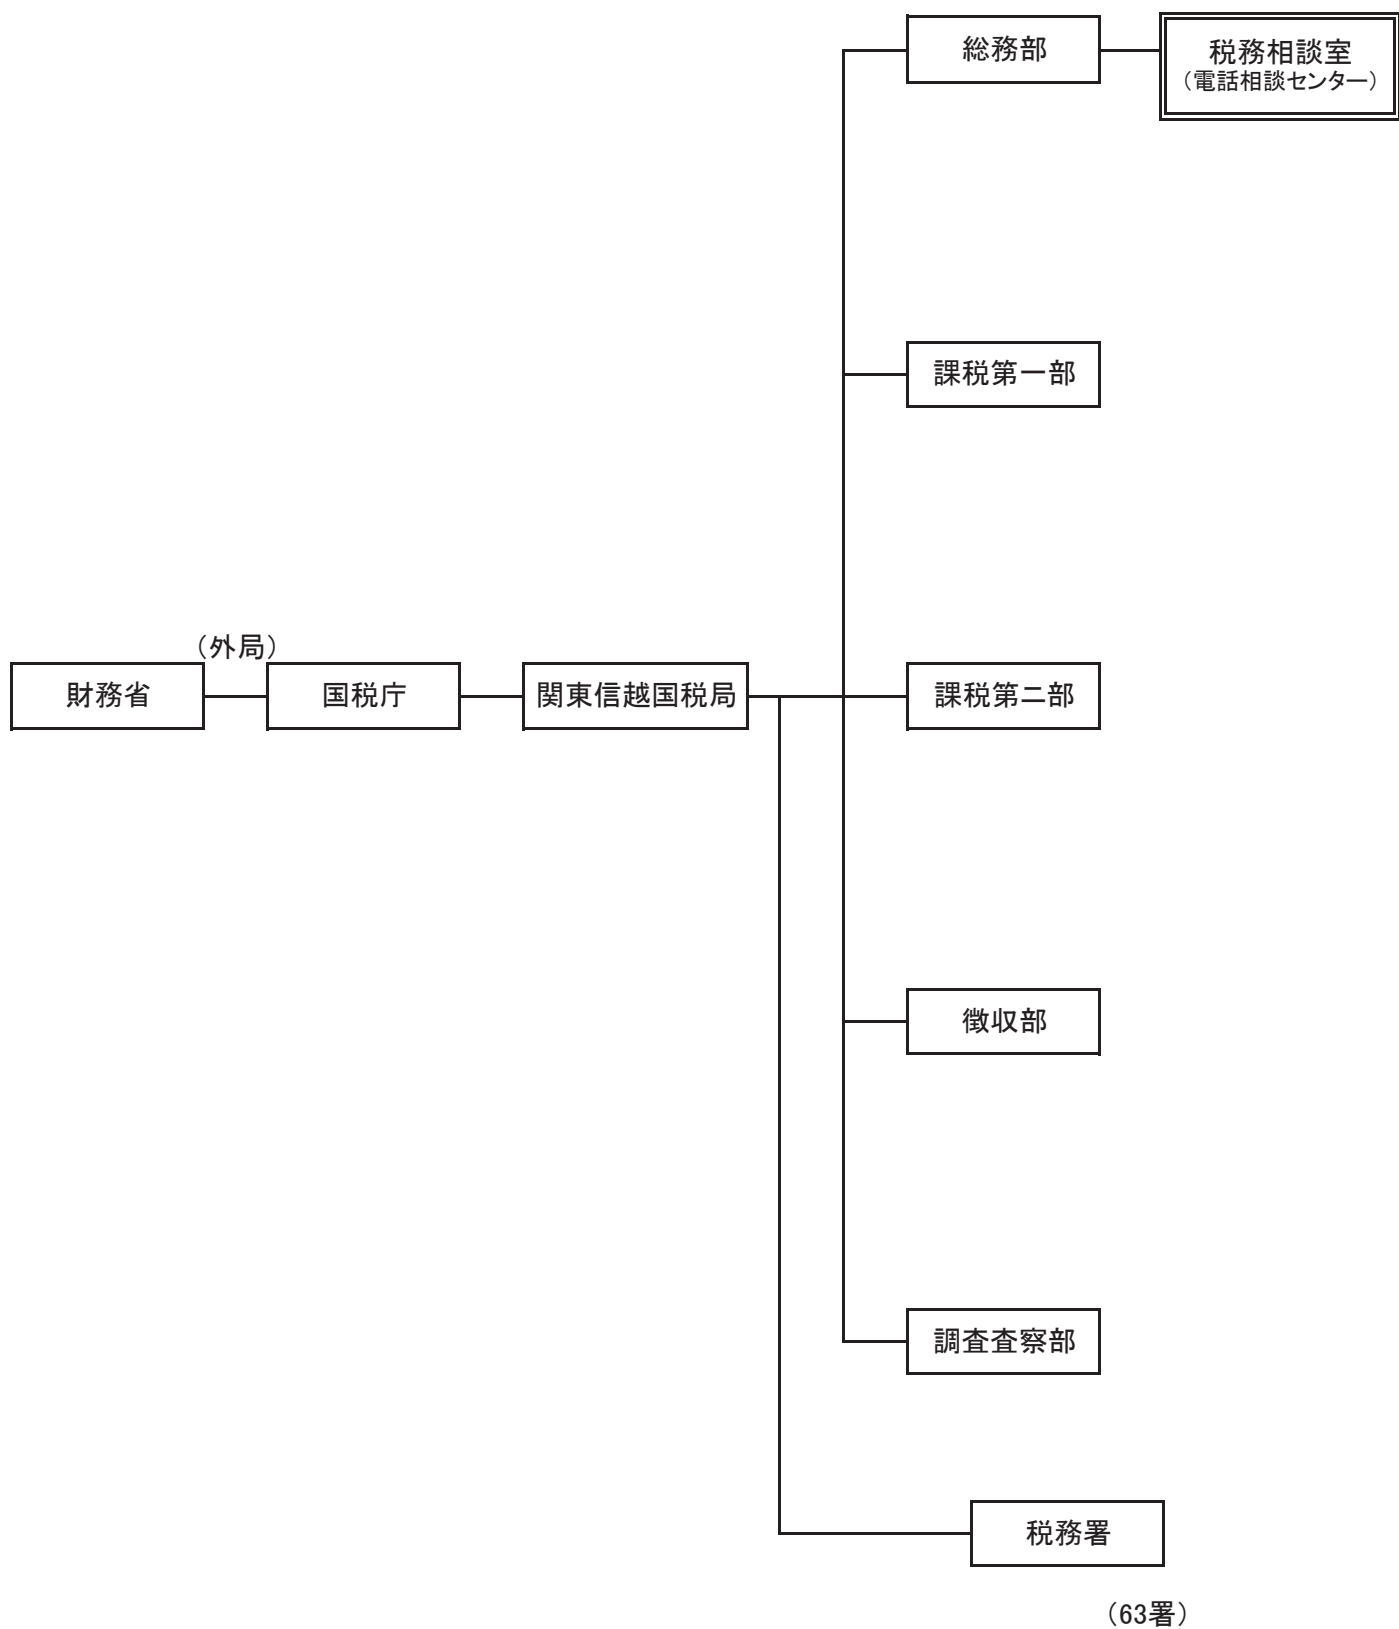 総務部
税務相談室
（電話相談センター）
課税第一部
（外局）
財務省
国税庁
関東信越国税局
課税第二部
徴収部
調査査察部
税務署
（63署）